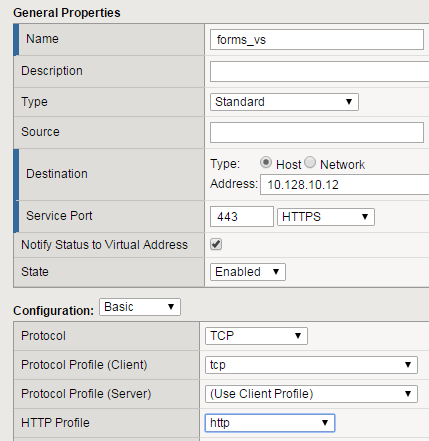 General Properties
Name forms_vs
Description
Type Standard
Source
Destination Type: Host Network
Address: 10.128.10.12
Service Port 443 HTTPS
Notify Status to Virtual Address
State Enabled
Configuration: Basic
Protocol TCP
Protocol Profile (Client) tcp
Protocol Profile (Server) (Use Client Profile)
HTTP Profile http